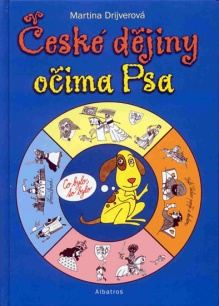 Martina Drijverová
České dějiny
očima Psa
Co bylo,
to bylo
Albatros